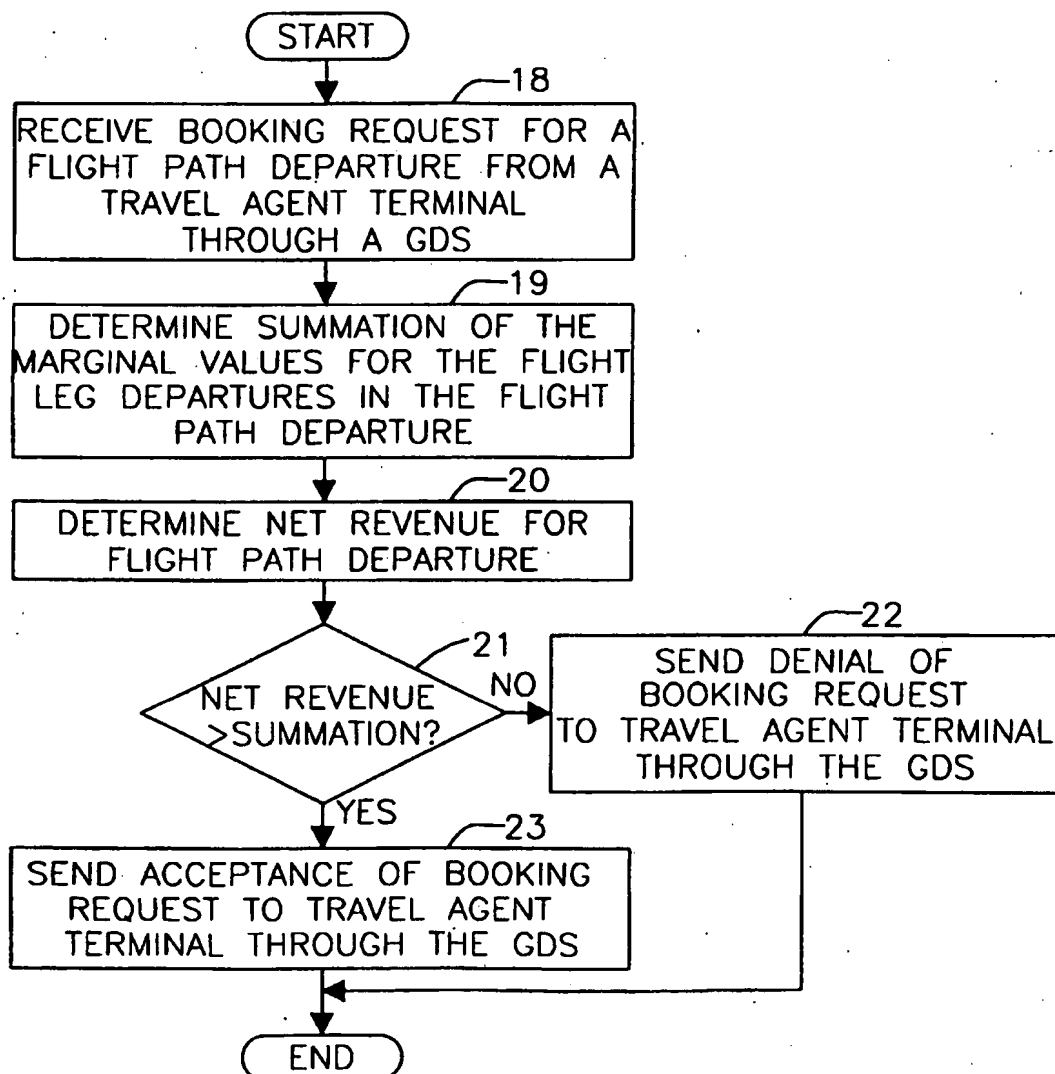 START
18
RECEIVE BOOKING REQUEST FOR A
FLIGHT PATH DEPARTURE FROM A
TRAVEL AGENT TERMINAL
THROUGH A GDS
19
DETERMINE SUMMATION OF THE
MARGINAL VALUES FOR THE FLIGHT
LEG DEPARTURES IN THE FLIGHT
PATH DEPARTURE
20
DETERMINE NET REVENUE FOR
FLIGHT PATH DEPARTURE
21
NET REVENUE
>SUMMATION?
NO
22
SEND DENIAL OF
BOOKING REQUEST
TO TRAVEL AGENT TERMINAL
THROUGH THE GDS
YES
23
SEND ACCEPTANCE OF BOOKING
REQUEST TO TRAVEL AGENT
TERMINAL THROUGH THE GDS
END